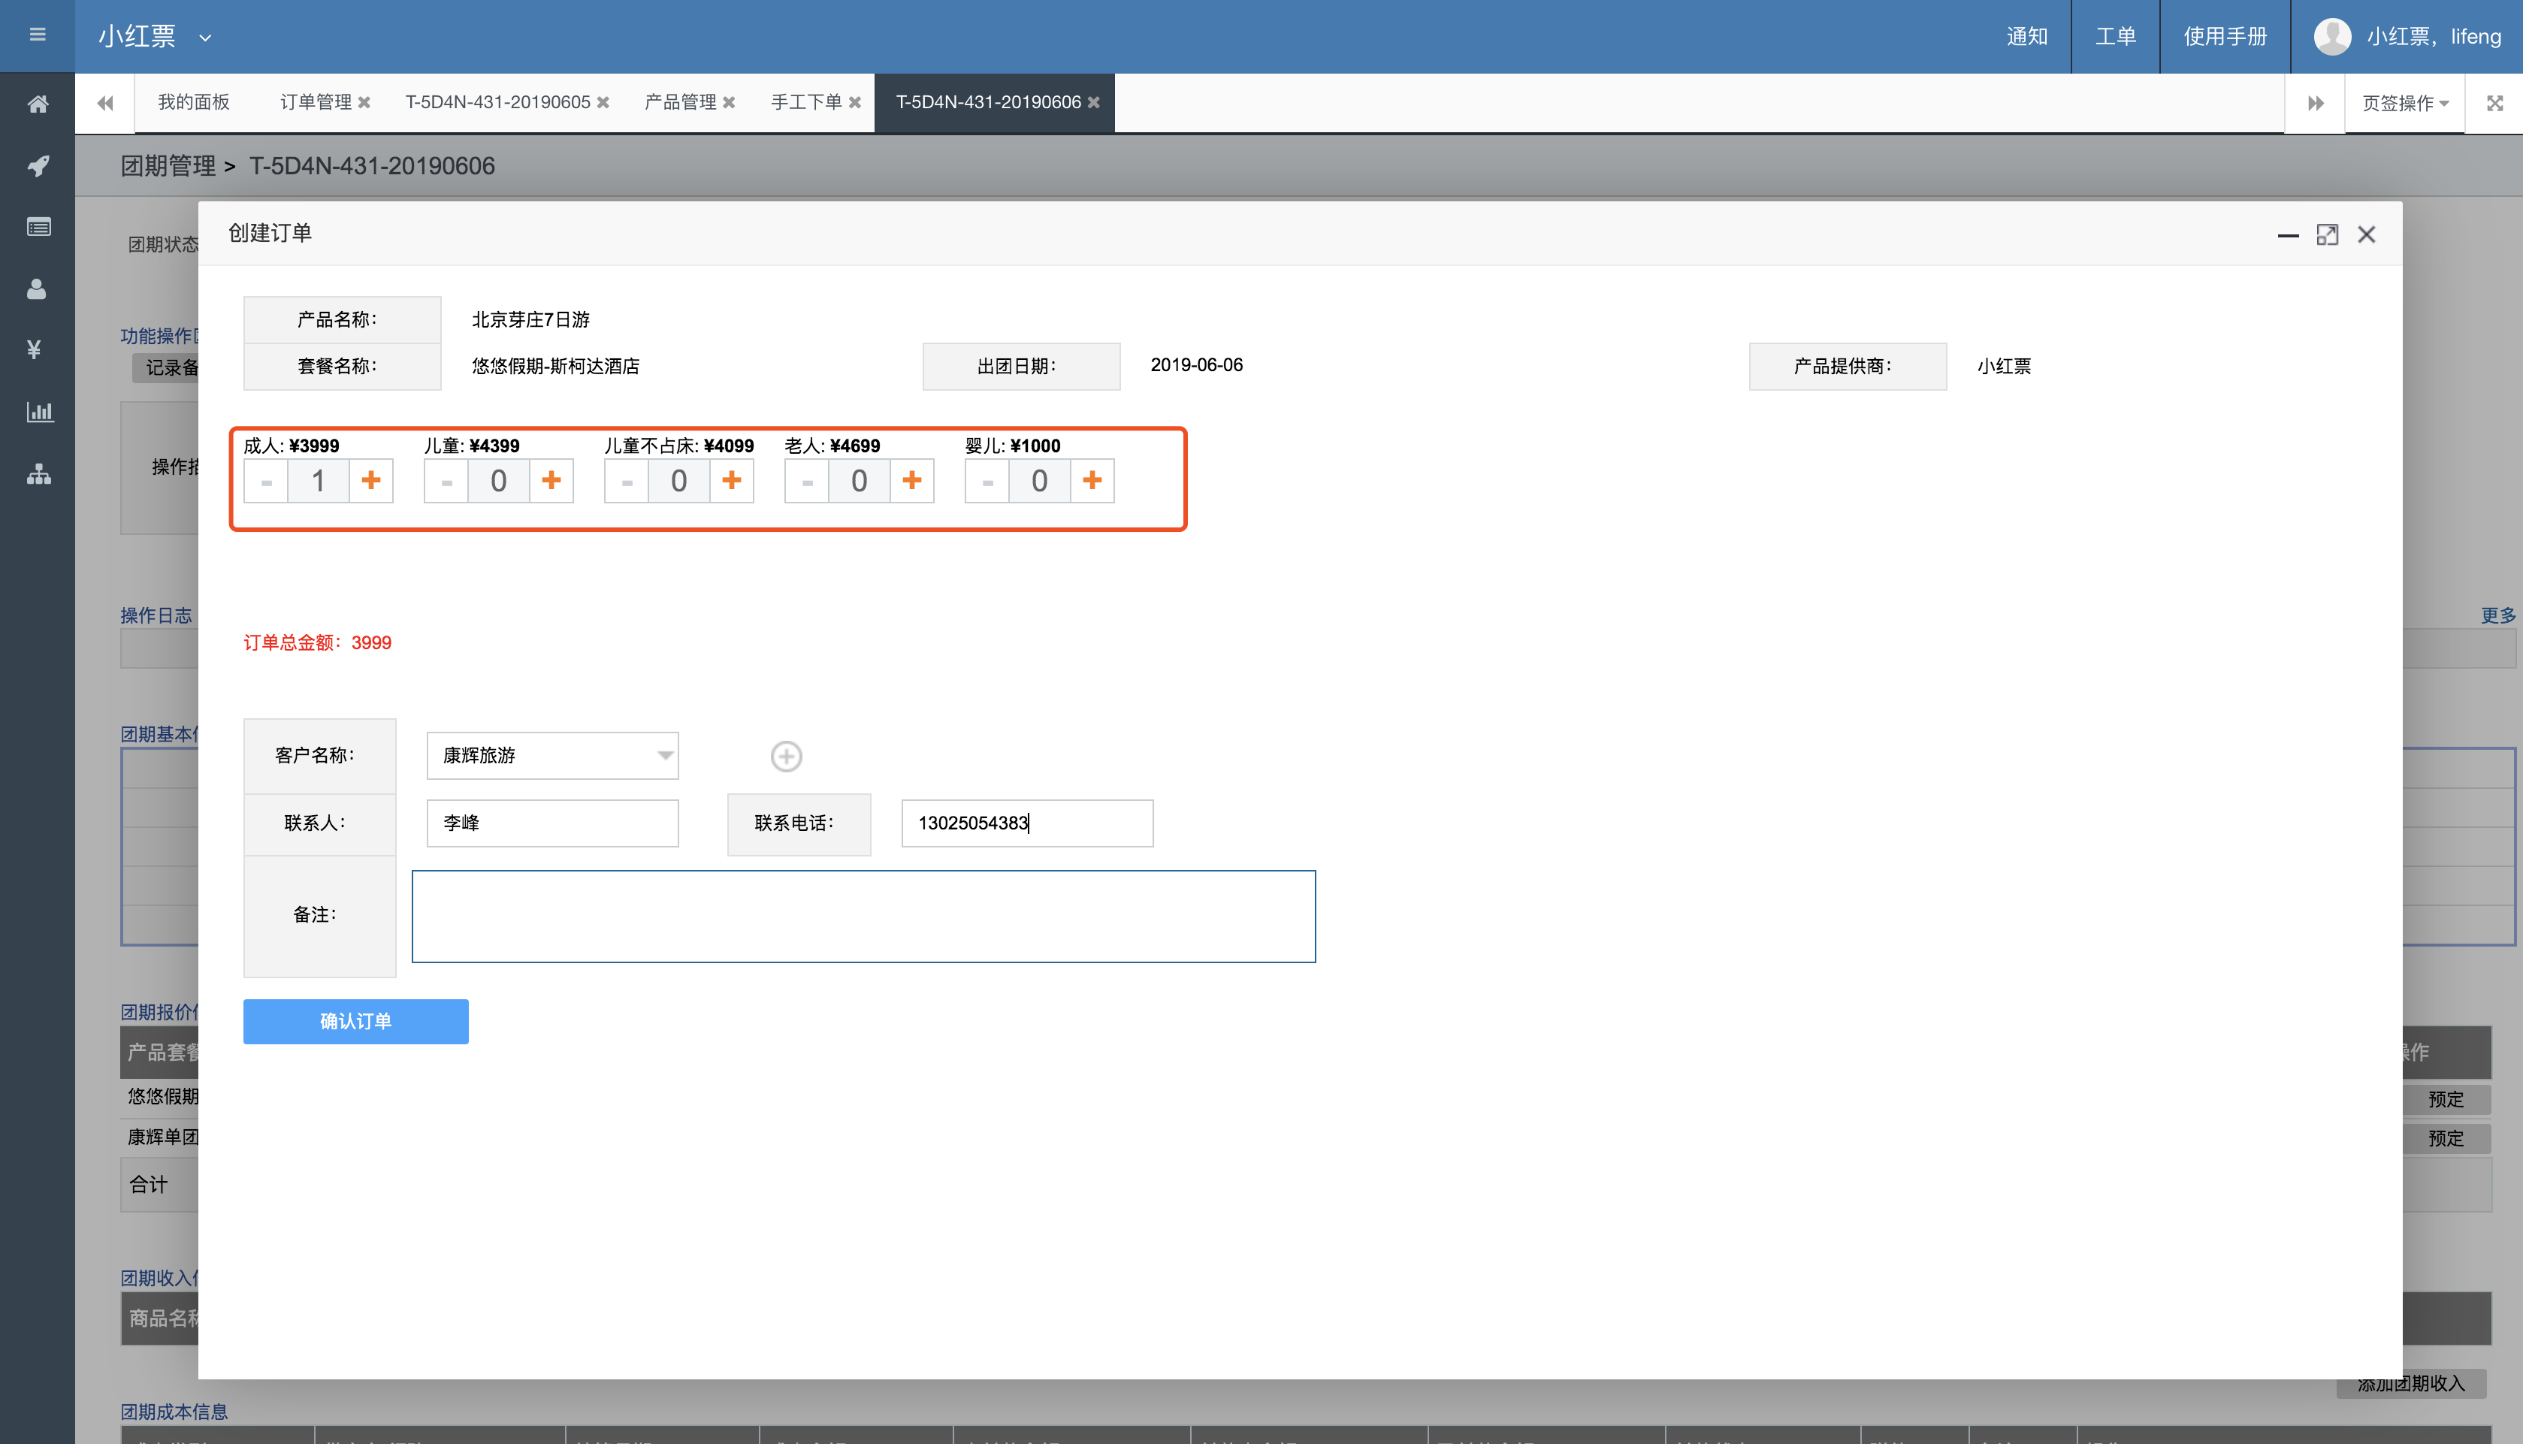 小红票
通知 工单 使用手册 小红票，lifeng
我的面板 订单管理 T-5D4N-431-20190605 产品管理 手工下单 T-5D4N-431-20190606 页签操作
团期管理 > T-5D4N-431-20190606
创建订单
团期状态
产品名称： 北京芽庄7日游
功能操作
套餐名称： 悠悠假期-斯柯达酒店 出团日期： 2019-06-06 产品提供商： 小红票
记录备
成人: ¥3999 儿童: ¥4399 儿童不占床: ¥4099 老人: ¥4699 婴儿: ¥1000
操作描
- 1 + - 0 + - 0 + - 0 + - 0 +
操作日志 更多
订单总金额：3999
团期基本
客户名称： 康辉旅游
联系人： 李峰 联系电话： 13025054383
备注：
团期报价
确认订单
产品套餐 操作
悠悠假期 预定
康辉单团 预定
合计
团期收入
商品名称
添加团期收入
团期成本信息